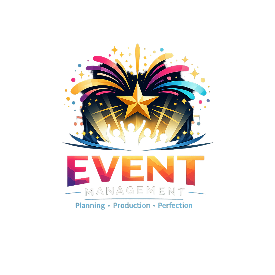 EVENT
MANAGEMENT
Planning • Production • Perfection